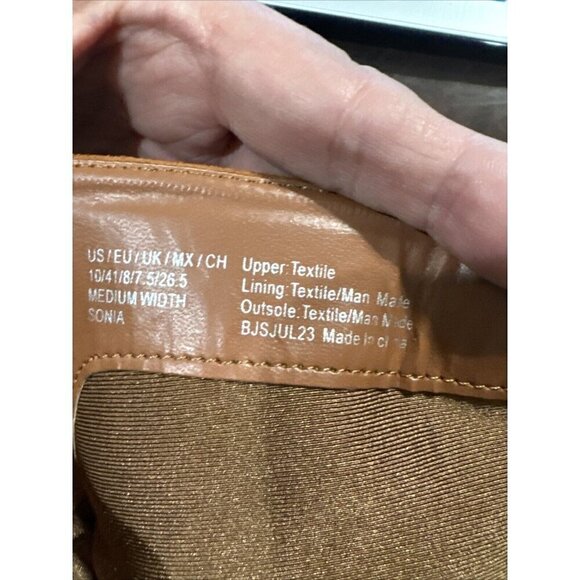 US/EU/UK/MX/CH
10/41/8/7.5/26.5
MEDIUM WIDTH
SONIA
Upper:Textile
Lining:Textile/Man Made
Outsole:Textile/Man Made
BJSJUL23 Made in china